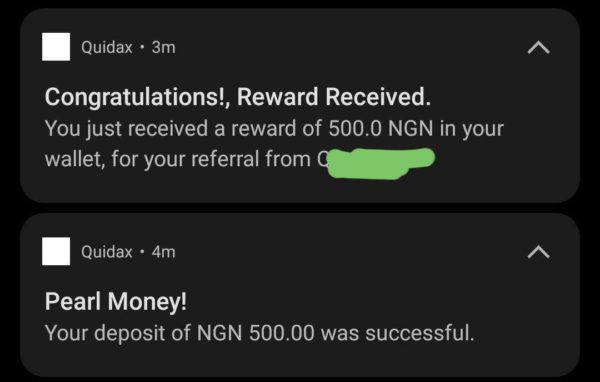 Quidax • 3m
Congratulations!, Reward Received.
You just received a reward of 500.0 NGN in your
wallet, for your referral from
Quidax • 4m
Pearl Money!
Your deposit of NGN 500.00 was successful.